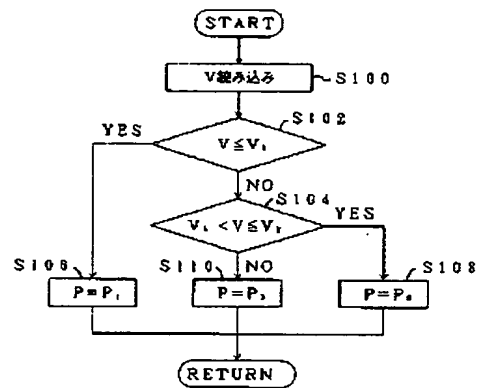 START
V読み込み
S100
S102
YES
V≦V₁
NO
S104
V₁<V≦V₂
YES
S106
S110
NO
S108
P=P₁
P=P₃
P=P₂
RETURN